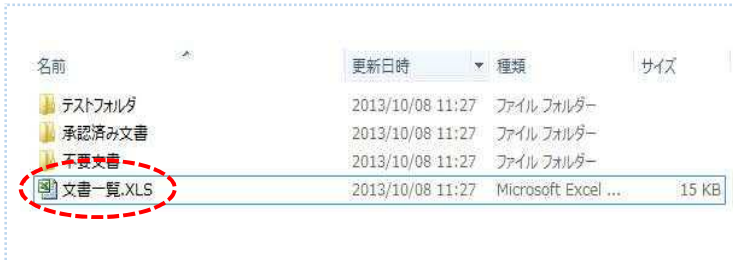 名前 更新日時 種類 サイズ
テストフォルダ 2013/10/08 11:27 ファイル フォルダー
承認済み文書 2013/10/08 11:27 ファイル フォルダー
不要文書 2013/10/08 11:27 ファイル フォルダー
文書一覧.XLS 2013/10/08 11:27 Microsoft Excel ... 15 KB